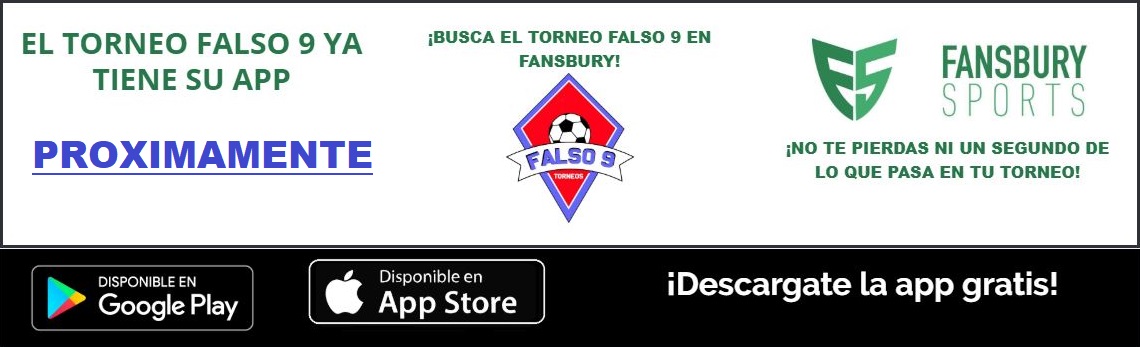 EL TORNEO FALSO 9 YA
TIENE SU APP
PROXIMAMENTE
¡BUSCA EL TORNEO FALSO 9 EN
FANSBURY!
FALSO 9
TORNEOS
FANSBURY
SPORTS
¡NO TE PIERDAS NI UN SEGUNDO DE
LO QUE PASA EN TU TORNEO!
DISPONIBLE EN
Google Play
Disponible en
App Store
¡Descargate la app gratis!